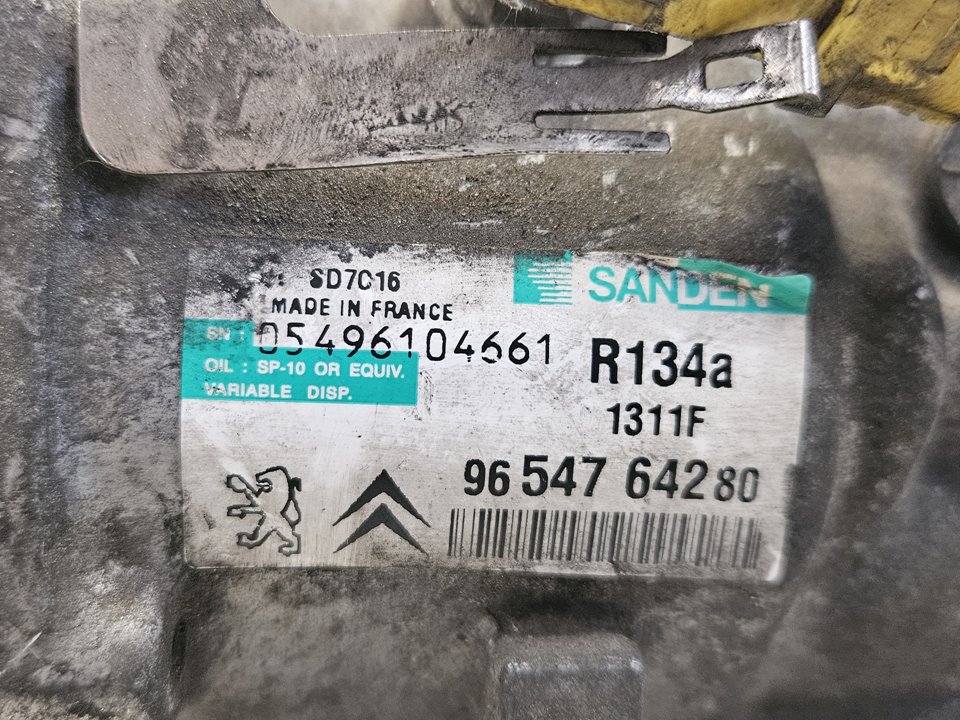 SD7C16
SANDEN
MADE IN FRANCE
SN : 05496104661
R134a
OIL : SP-10 OR EQUIV.
VARIABLE DISP.
1311F
96 547 642 80